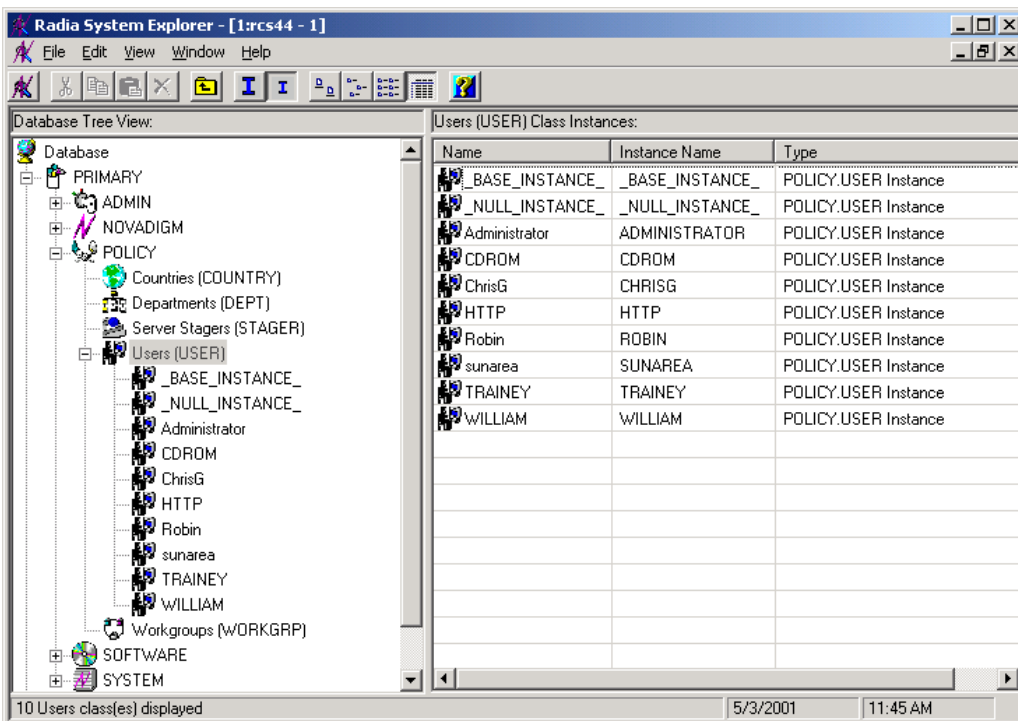 Radia System Explorer - [1:rcs44 - 1]
File Edit View Window Help
Database Tree View:
Database
PRIMARY
ADMIN
NOVADIGM
POLICY
Countries (COUNTRY)
Departments (DEPT)
Server Stagers (STAGER)
Users (USER)
_BASE_INSTANCE_
_NULL_INSTANCE_
Administrator
CDROM
ChrisG
HTTP
Robin
sunarea
TRAINEY
WILLIAM
Workgroups (WORKGRP)
SOFTWARE
SYSTEM
Users (USER) Class Instances:
Name Instance Name Type
_BASE_INSTANCE_ _BASE_INSTANCE_ POLICY.USER Instance
_NULL_INSTANCE_ _NULL_INSTANCE_ POLICY.USER Instance
Administrator ADMINISTRATOR POLICY.USER Instance
CDROM CDROM POLICY.USER Instance
ChrisG CHRISG POLICY.USER Instance
HTTP HTTP POLICY.USER Instance
Robin ROBIN POLICY.USER Instance
sunarea SUNAREA POLICY.USER Instance
TRAINEY TRAINEY POLICY.USER Instance
WILLIAM WILLIAM POLICY.USER Instance
10 Users class(es) displayed 5/3/2001 11:45 AM